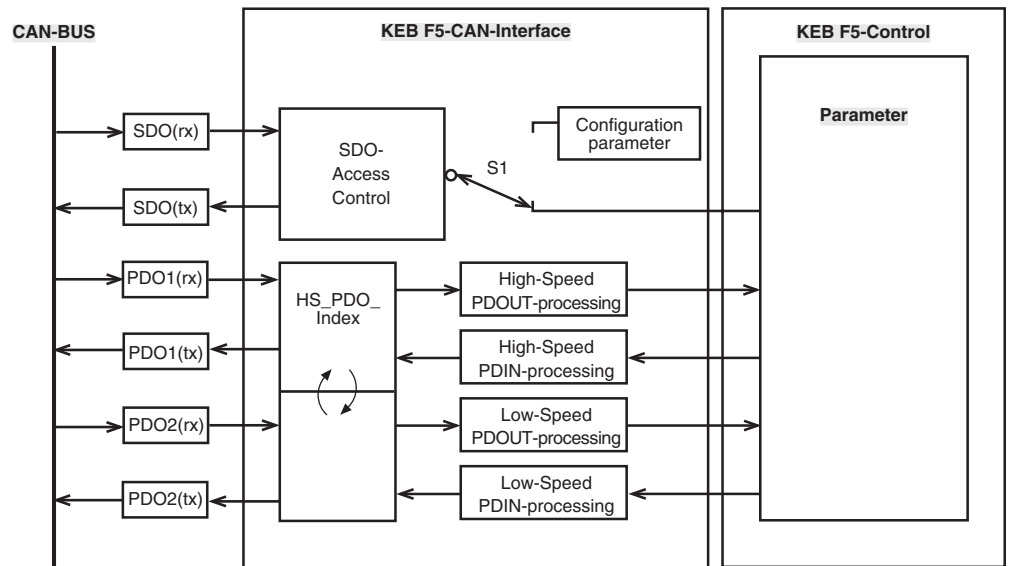 CAN-BUS
KEB F5-CAN-Interface
KEB F5-Control
SDO(rx)
SDO(tx)
SDO-
Access
Control
S1
Configuration
parameter
Parameter
PDO1(rx)
PDO1(tx)
PDO2(rx)
PDO2(tx)
HS_PDO_
Index
High-Speed
PDOUT-processing
High-Speed
PDIN-processing
Low-Speed
PDOUT-processing
Low-Speed
PDIN-processing